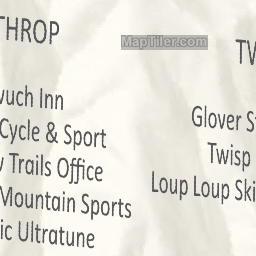 THROP
MapTiler.com
TW
vuch Inn
Cycle & Sport
Trails Office
Mountain Sports
ic Ultratune
Glover S
Twisp
Loup Loup Ski